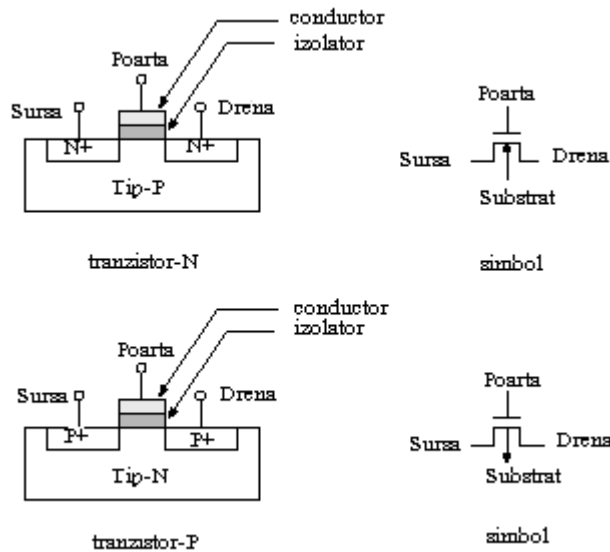 conductor
izolator
Poarta
Sursa
Drena
N+
N+
Tip-P
tranzistor-N
Poarta
Sursa
Drena
Substrat
simbol
conductor
izolator
Poarta
Sursa
Drena
P+
P+
Tip-N
tranzistor-P
Poarta
Sursa
Drena
Substrat
simbol